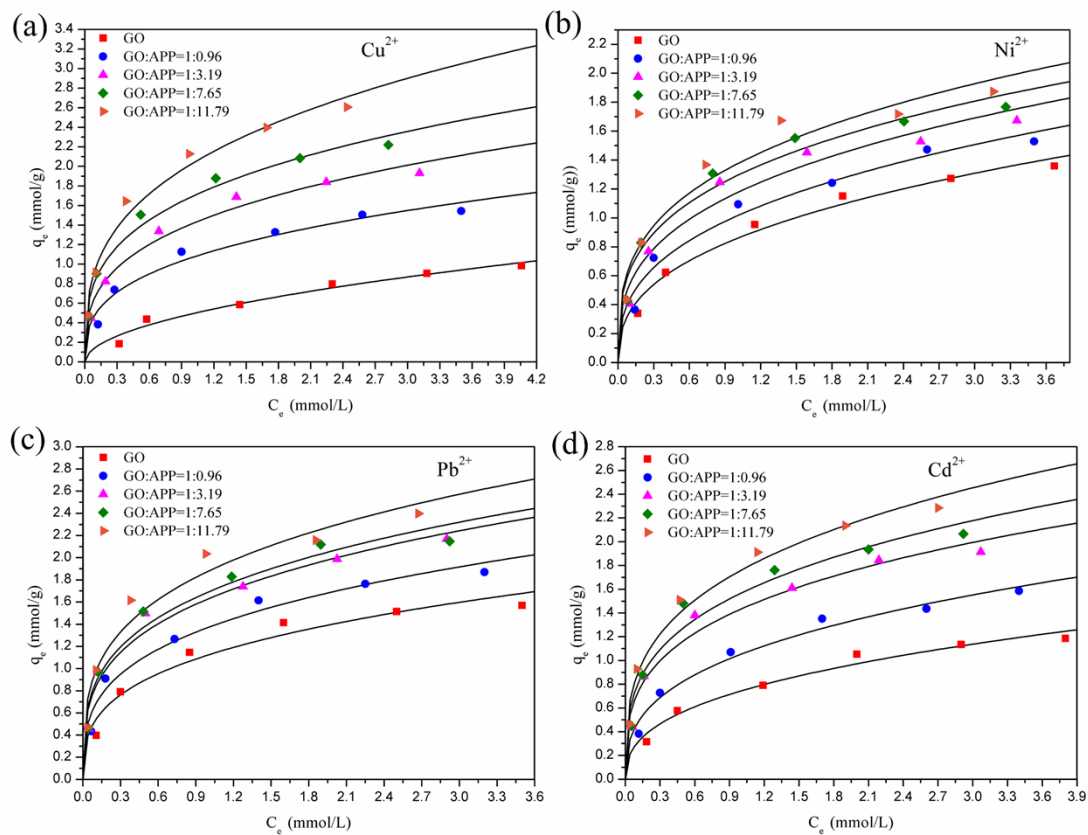 (a)
Cu2+
GO
GO:APP=1:0.96
GO:APP=1:3.19
GO:APP=1:7.65
GO:APP=1:11.79
qe (mmol/g)
3.4
3.2
3.0
2.8
2.6
2.4
2.2
2.0
1.8
1.6
1.4
1.2
1.0
0.8
0.6
0.4
0.2
0.0
0.0 0.3 0.6 0.9 1.2 1.5 1.8 2.1 2.4 2.7 3.0 3.3 3.6 3.9 4.2
Ce (mmol/L)
(b)
Ni2+
GO
GO:APP=1:0.96
GO:APP=1:3.19
GO:APP=1:7.65
GO:APP=1:11.79
qe (mmol/g))
2.2
2.0
1.8
1.6
1.4
1.2
1.0
0.8
0.6
0.4
0.2
0.0
0.0 0.3 0.6 0.9 1.2 1.5 1.8 2.1 2.4 2.7 3.0 3.3 3.6
Ce (mmol/L)
(c)
Pb2+
GO
GO:APP=1:0.96
GO:APP=1:3.19
GO:APP=1:7.65
GO:APP=1:11.79
qe (mmol/g)
3.0
2.8
2.6
2.4
2.2
2.0
1.8
1.6
1.4
1.2
1.0
0.8
0.6
0.4
0.2
0.0
0.0 0.3 0.6 0.9 1.2 1.5 1.8 2.1 2.4 2.7 3.0 3.3 3.6
Ce (mmol/L)
(d)
Cd2+
GO
GO:APP=1:0.96
GO:APP=1:3.19
GO:APP=1:7.65
GO:APP=1:11.79
qe (mmol/g)
2.8
2.6
2.4
2.2
2.0
1.8
1.6
1.4
1.2
1.0
0.8
0.6
0.4
0.2
0.0
0.0 0.3 0.6 0.9 1.2 1.5 1.8 2.1 2.4 2.7 3.0 3.3 3.6 3.9
Ce (mmol/L)